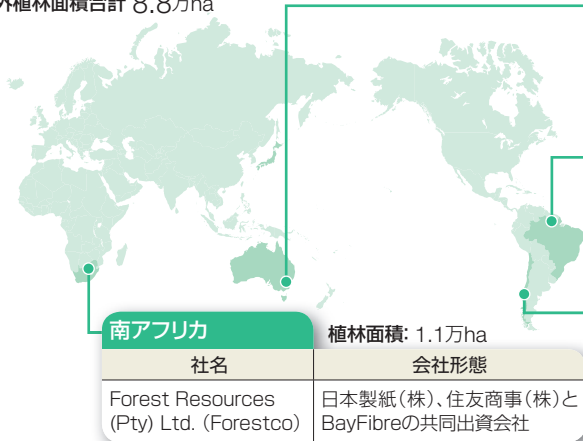 外植林面積合計 8.8万ha
南アフリカ
植林面積: 1.1万ha
社名
会社形態
Forest Resources
(Pty) Ltd.（Forestco）
日本製紙（株）、住友商事（株）と
BayFibreの共同出資会社